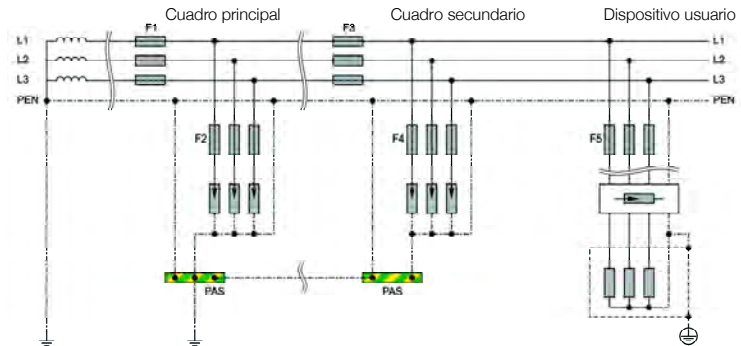 Cuadro principal
Cuadro secundario
Dispositivo usuario
F1
F3
L1
L1
L2
L2
L3
L3
PEN
PEN
F2
F4
F5
PAS
PAS